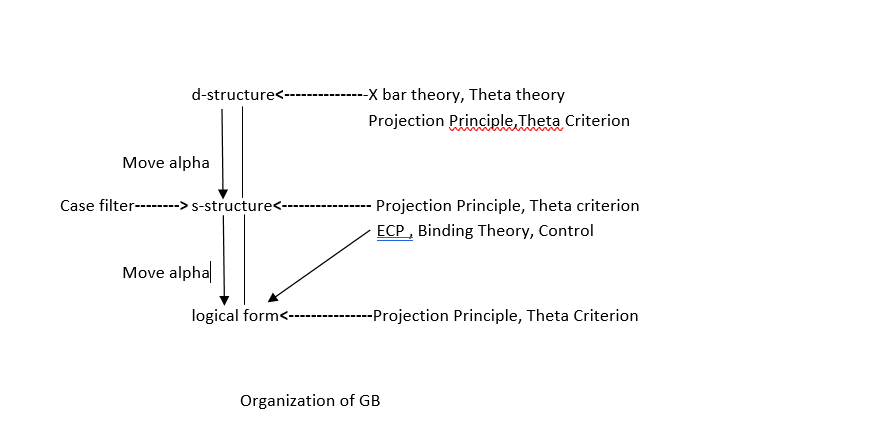 d-structure<---------------X bar theory, Theta theory
Projection Principle,Theta Criterion
Move alpha
Case filter--------> s-structure<---------------- Projection Principle, Theta criterion
ECP , Binding Theory, Control
Move alpha
logical form<---------------Projection Principle, Theta Criterion
Organization of GB